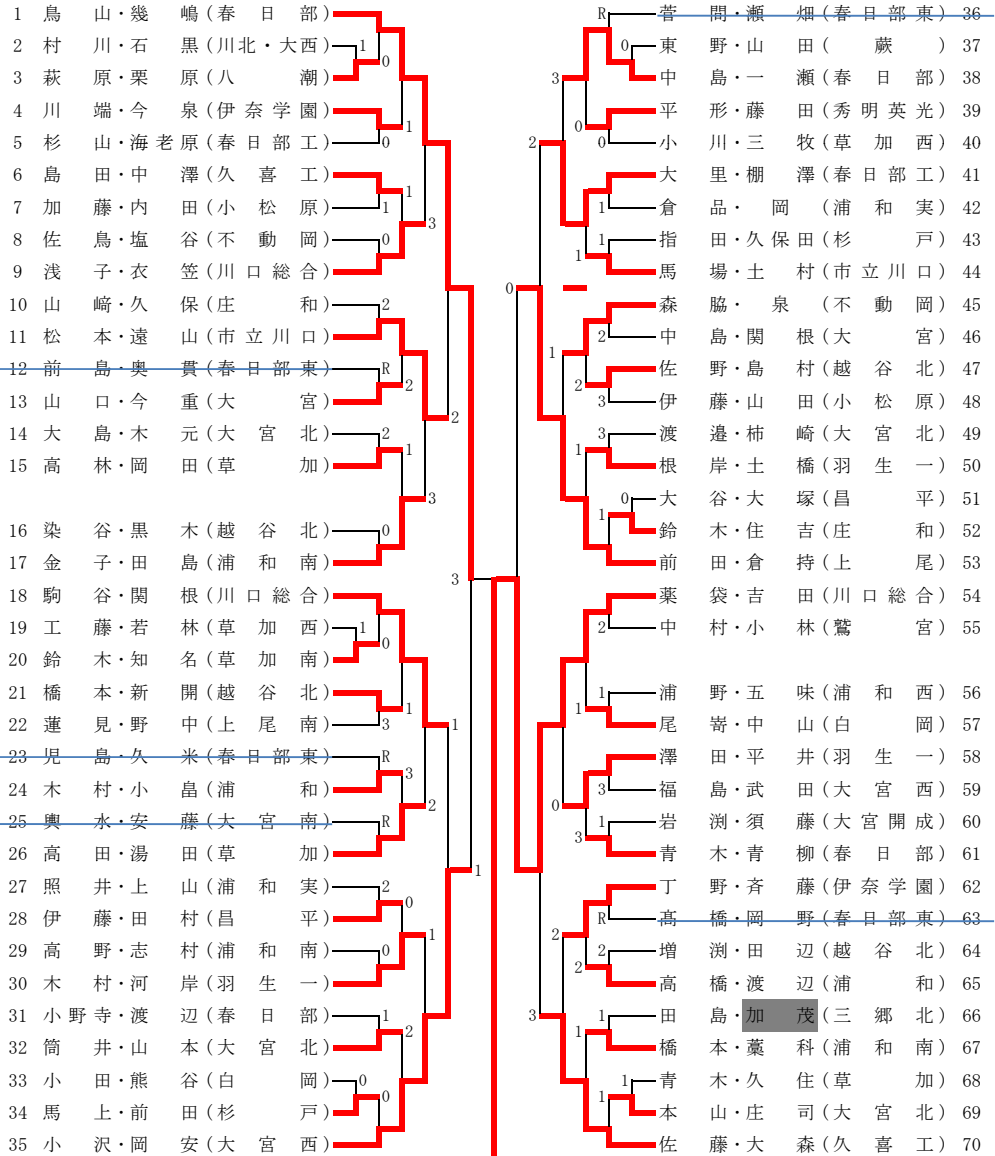 1 鳥山・幾嶋(春日部)
2 村川・石黒(川北・大西)
3 萩原・栗原(八潮)
4 川端・今泉(伊奈学園)
5 杉山・海老原(春日部工)
6 島田・中澤(久喜工)
7 加藤・内田(小松原)
8 佐鳥・塩谷(不動岡)
9 浅子・衣笠(川口総合)
10 山﨑・久保(庄和)
11 松本・遠山(市立川口)
12 前島・奥貫(春日部東)
13 山口・今重(大宮)
14 大島・木元(大宮北)
15 高林・岡田(草加)
16 染谷・黒木(越谷北)
17 金子・田島(浦和南)
18 駒谷・関根(川口総合)
19 工藤・若林(草加西)
20 鈴木・知名(草加南)
21 橋本・新開(越谷北)
22 蓮見・野中(上尾南)
23 児島・久米(春日部東)
24 木村・小畠(浦和)
25 輿水・安藤(大宮南)
26 高田・湯田(草加)
27 照井・上山(浦和実)
28 伊藤・田村(昌平)
29 高野・志村(浦和南)
30 木村・河岸(羽生一)
31 小野寺・渡辺(春日部)
32 筒井・山本(大宮北)
33 小田・熊谷(白岡)
34 馬上・前田(杉戸)
35 小沢・岡安(大宮西)
菅間・瀬畑(春日部東) 36
東野・山田(蕨) 37
中島・一瀬(春日部) 38
平形・藤田(秀明英光) 39
小川・三牧(草加西) 40
大里・棚澤(春日部工) 41
倉品・岡(浦和実) 42
指田・久保田(杉戸) 43
馬場・土村(市立川口) 44
森脇・泉(不動岡) 45
中島・関根(大宮) 46
佐野・島村(越谷北) 47
伊藤・山田(小松原) 48
渡邉・柿崎(大宮北) 49
根岸・土橋(羽生一) 50
大谷・大塚(昌平) 51
鈴木・住吉(庄和) 52
前田・倉持(上尾) 53
薬袋・吉田(川口総合) 54
中村・小林(鷲宮) 55
浦野・五味(浦和西) 56
尾嵜・中山(白岡) 57
澤田・平井(羽生一) 58
福島・武田(大宮西) 59
岩渕・須藤(大宮開成) 60
青木・青柳(春日部) 61
丁野・斉藤(伊奈学園) 62
髙橋・岡野(春日部東) 63
増渕・田辺(越谷北) 64
高橋・渡辺(浦和) 65
田島・加茂(三郷北) 66
橋本・藁科(浦和南) 67
青木・久住(草加) 68
本山・庄司(大宮北) 69
佐藤・大森(久喜工) 70